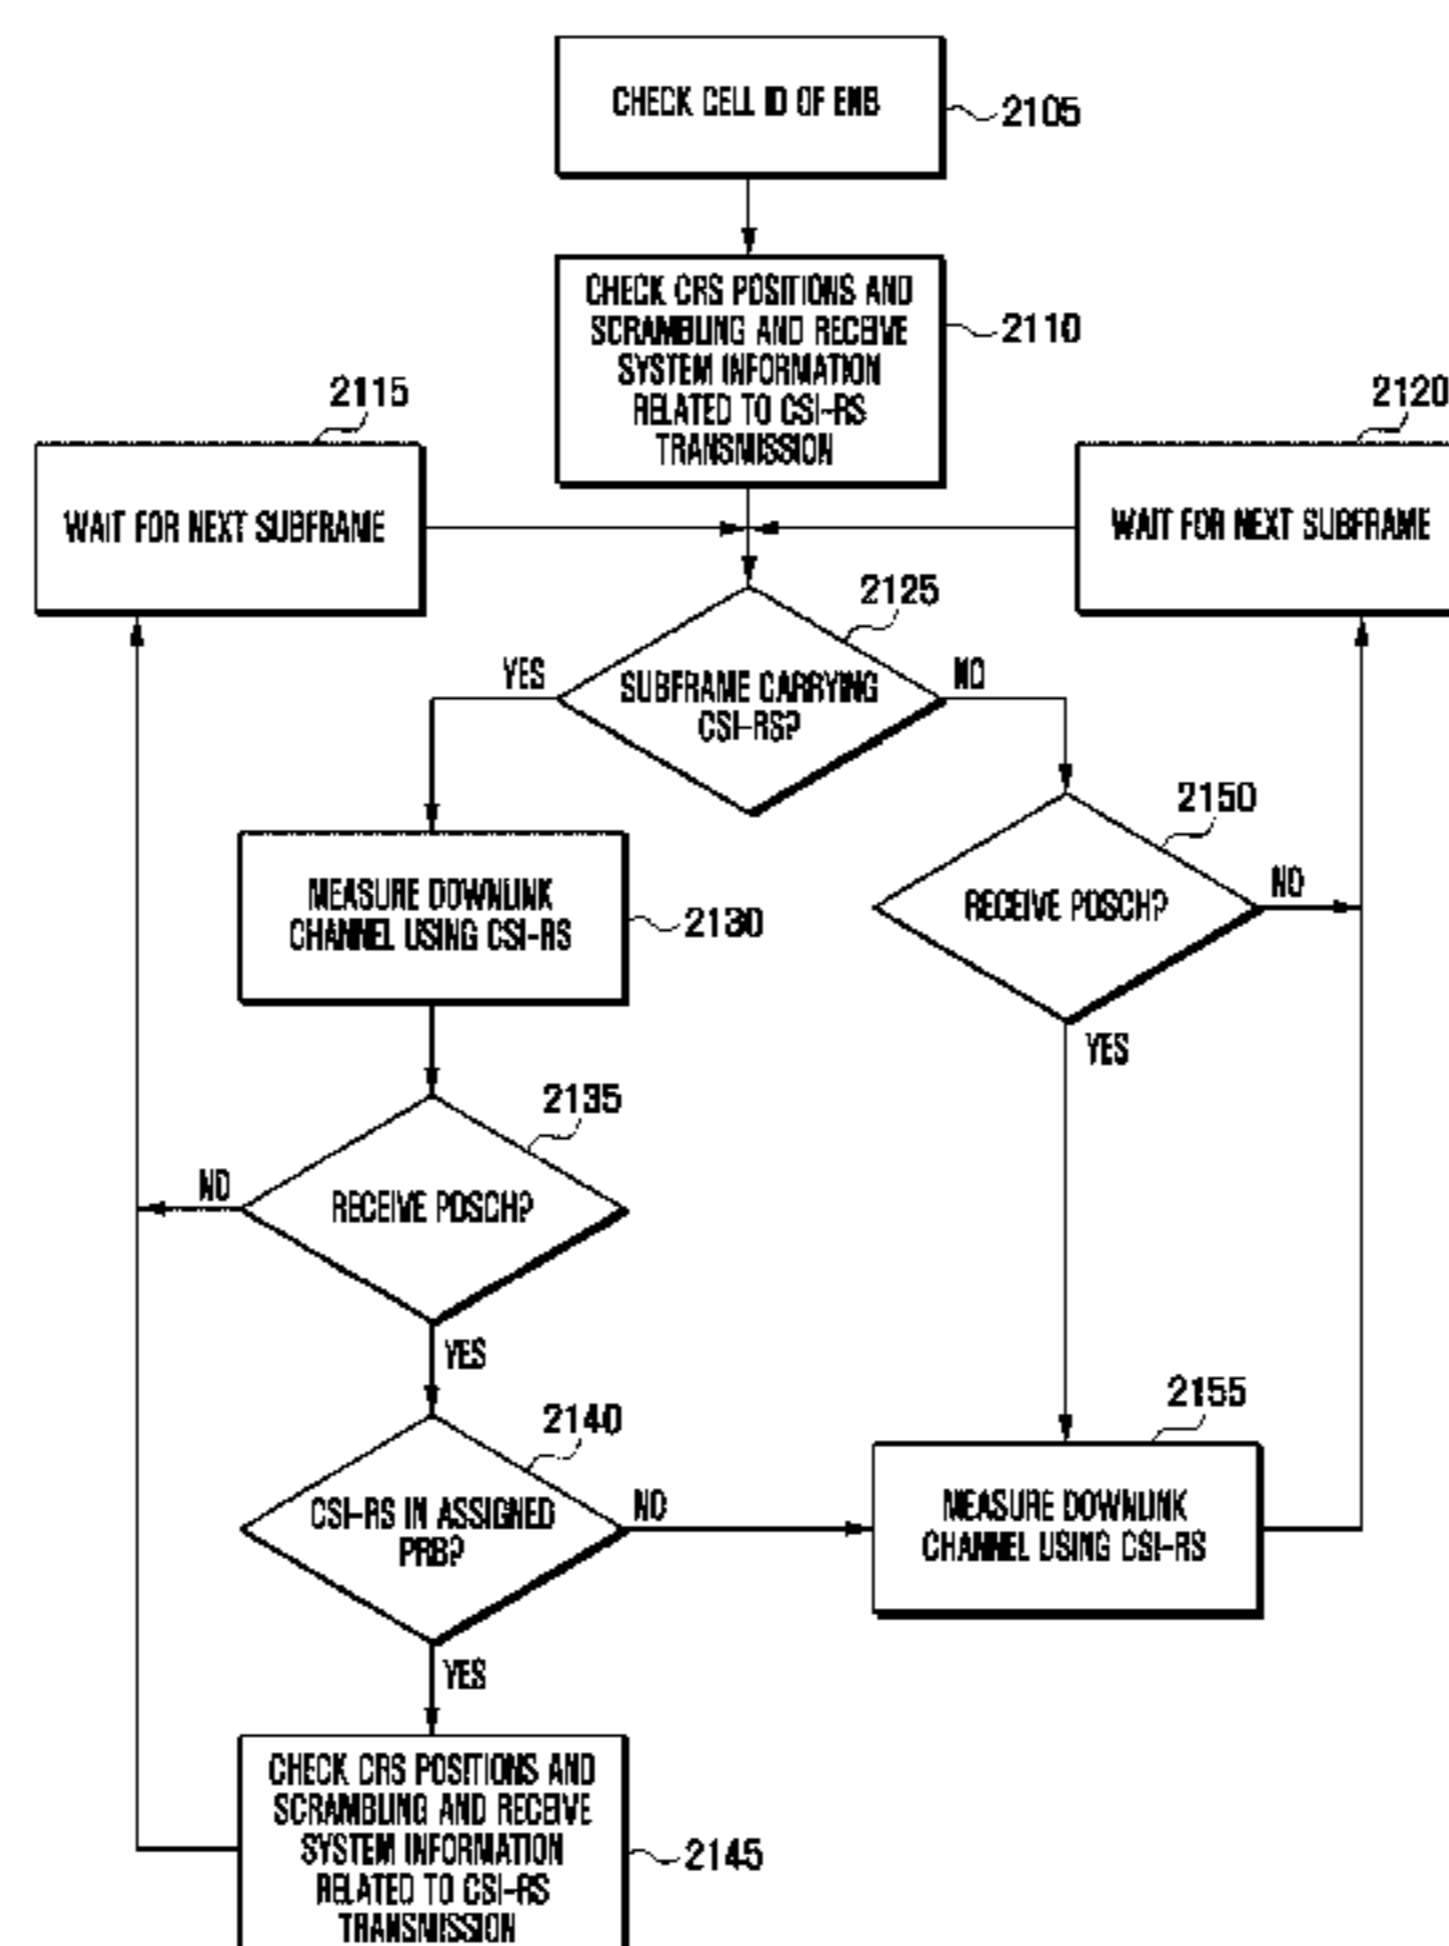 CHECK CELL ID OF ENB
2105
CHECK CRS POSITIONS AND
SCRAMBLING AND RECEIVE
SYSTEM INFORMATION
RELATED TO CSI-RS
TRANSMISSION
2110
2115
WAIT FOR NEXT SUBFRAME
2120
WAIT FOR NEXT SUBFRAME
2125
SUBFRAME CARRYING
CSI-RS?
YES
NO
2130
MEASURE DOWNLINK
CHANNEL USING CSI-RS
2150
RECEIVE PDSCH?
NO
YES
2135
RECEIVE PDSCH?
NO
YES
2140
CSI-RS IN ASSIGNED
PRB?
NO
YES
2155
MEASURE DOWNLINK
CHANNEL USING CSI-RS
CHECK CRS POSITIONS AND
SCRAMBLING AND RECEIVE
SYSTEM INFORMATION
RELATED TO CSI-RS
TRANSMISSION
2145